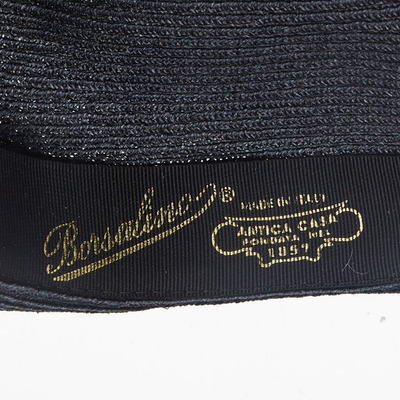 Borsalino®
MADE IN ITALY
ANTICA CASA
FONDATA NEL
1857